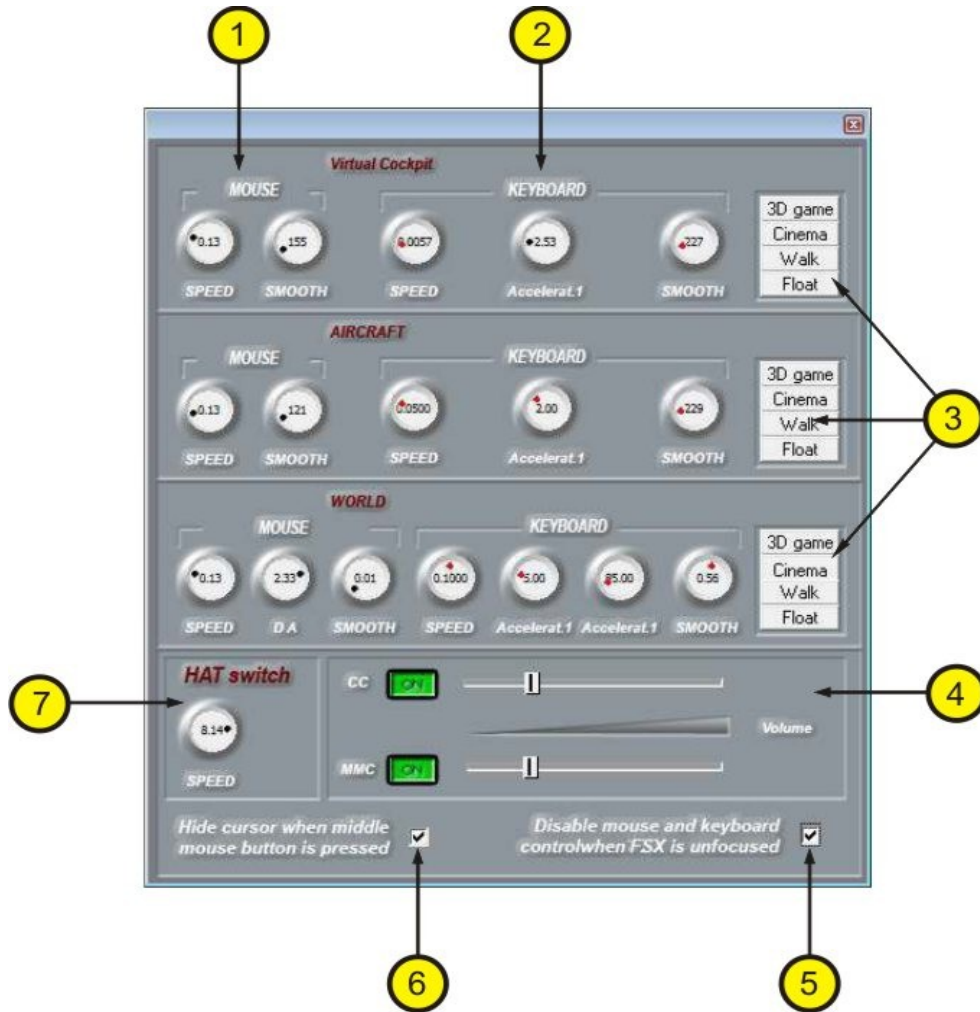 1
2
Virtual Cockpit
MOUSE
KEYBOARD
0.13
155
0.0057
2.53
227
SPEED
SMOOTH
SPEED
Accelerat.1
SMOOTH
3D game
Cinema
Walk
Float
AIRCRAFT
MOUSE
KEYBOARD
0.13
121
0.0500
2.00
229
SPEED
SMOOTH
SPEED
Accelerat.1
SMOOTH
3D game
Cinema
Walk
Float
3
WORLD
MOUSE
KEYBOARD
0.13
2.33
0.01
0.1000
5.00
0.56
SPEED
D.A
SMOOTH
SPEED
Accelerat.1
Accelerat.1
SMOOTH
3D game
Cinema
Walk
Float
7
HAT switch
8.14
SPEED
CC
ON
Volume
MMC
ON
4
Hide cursor when middle
mouse button is pressed
Disable mouse and keyboard
controlwhen FSX is unfocused
6
5